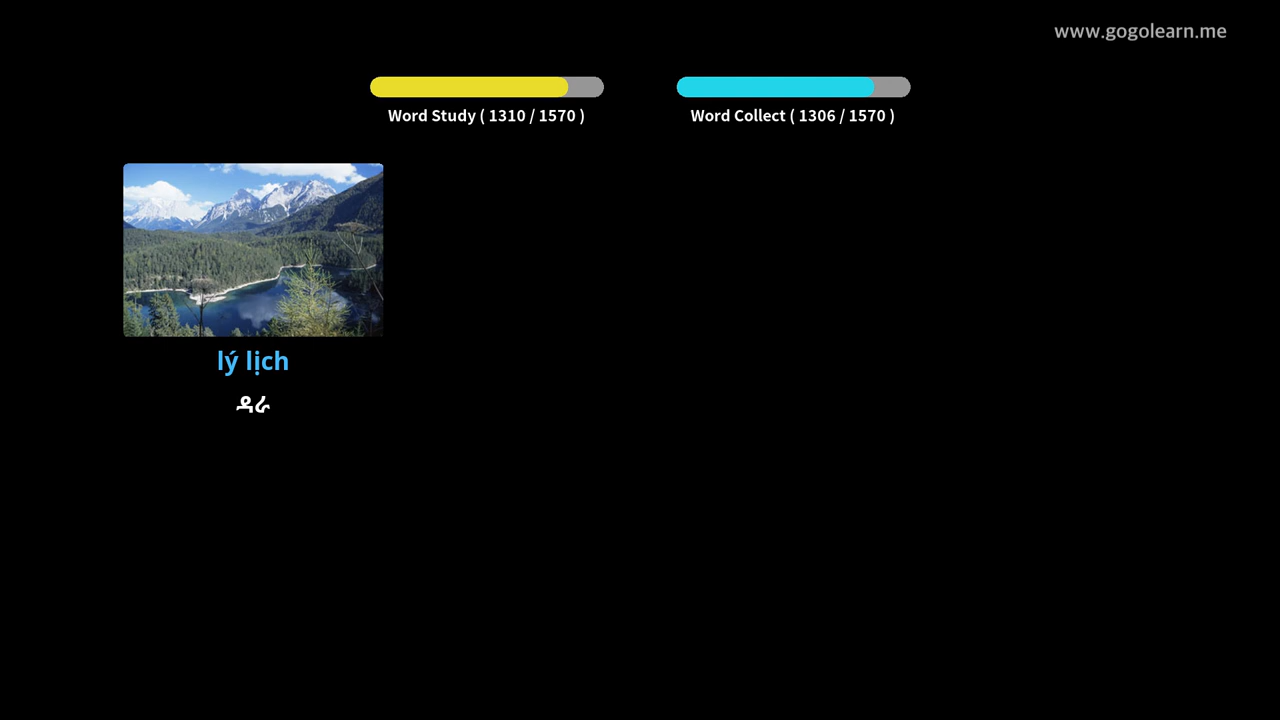 www.gogolearn.me
Word Study ( 1310 / 1570 )
Word Collect ( 1306 / 1570 )
lý lịch
ዳራ